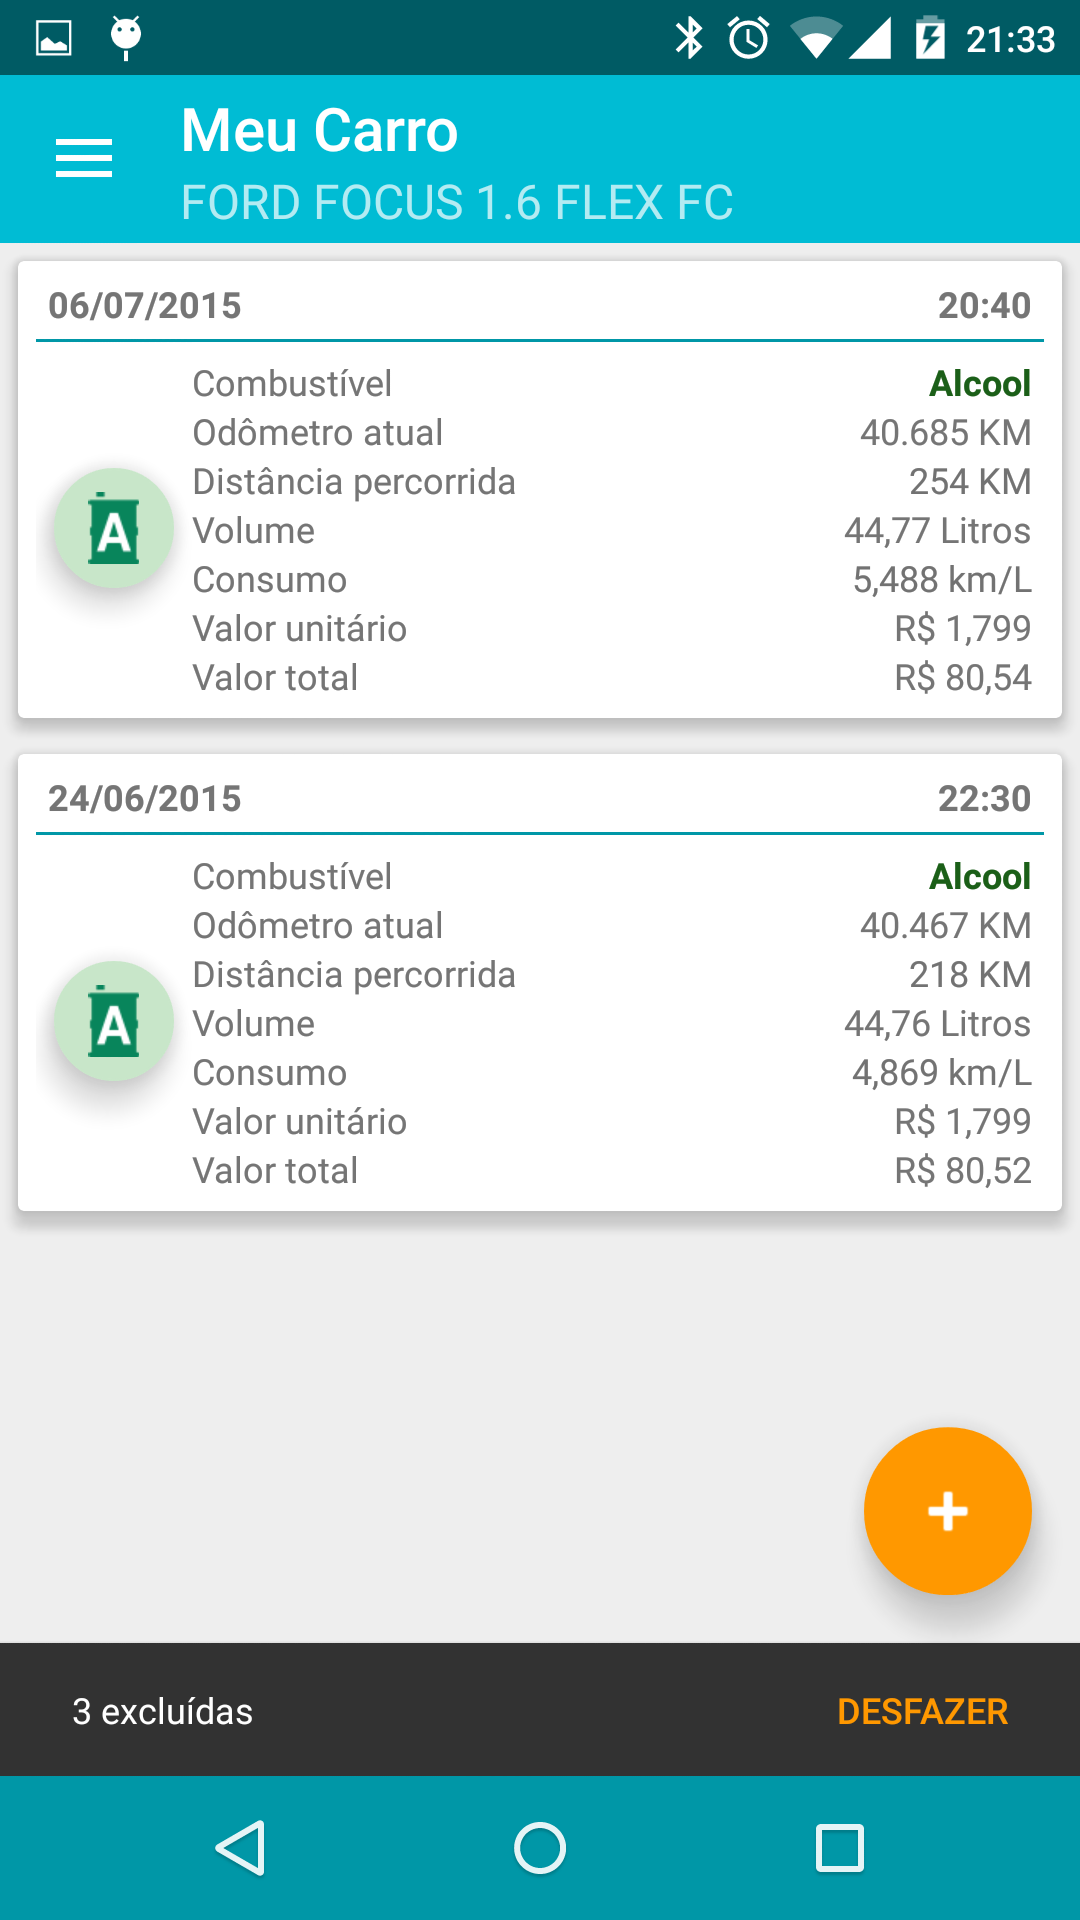 21:33
Meu Carro
FORD FOCUS 1.6 FLEX FC
06/07/2015 20:40
Combustível Alcool
Odômetro atual 40.685 KM
Distância percorrida 254 KM
A
Volume 44,77 Litros
Consumo 5,488 km/L
Valor unitário R$ 1,799
Valor total R$ 80,54
24/06/2015 22:30
Combustível Alcool
Odômetro atual 40.467 KM
Distância percorrida 218 KM
A
Volume 44,76 Litros
Consumo 4,869 km/L
Valor unitário R$ 1,799
Valor total R$ 80,52
+
3 excluídas DESFAZER